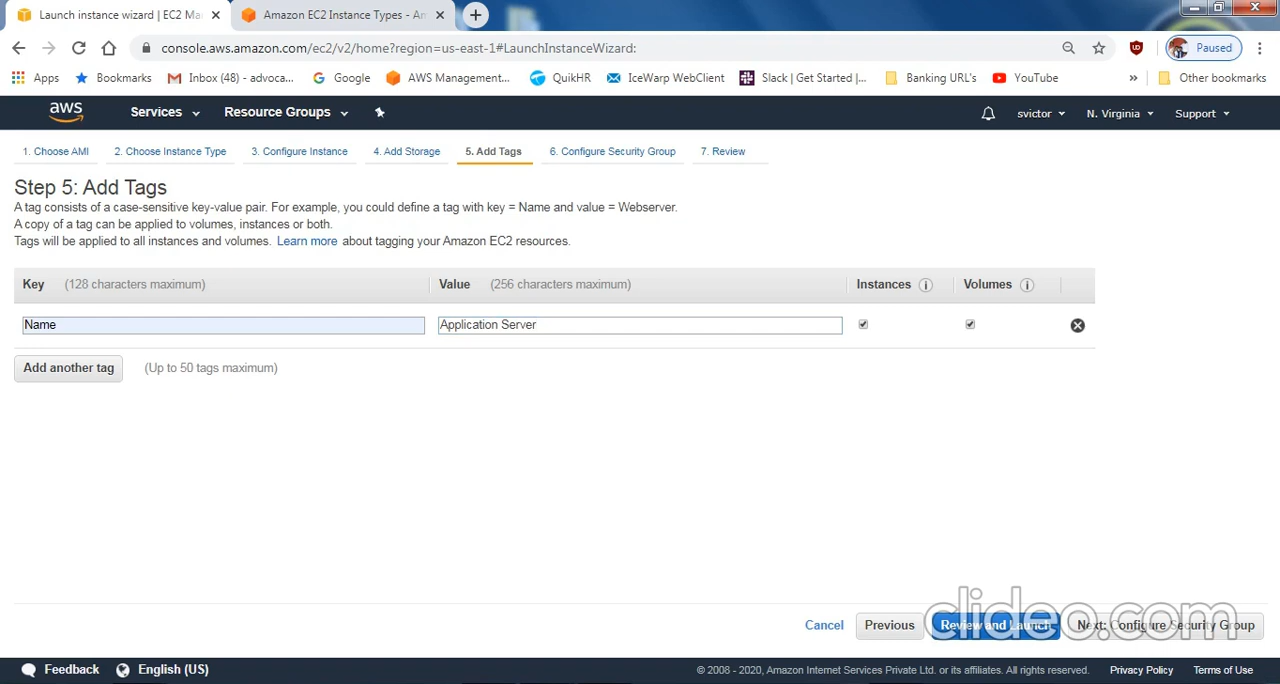 Launch instance wizard | EC2 Ma
Amazon EC2 Instance Types - Am
console.aws.amazon.com/ec2/v2/home?region=us-east-1#LaunchInstanceWizard:
UD
Paused
Apps
Bookmarks
Inbox (48) - advoca...
Google
AWS Management...
QuikHR
IceWarp WebClient
Slack | Get Started |...
Banking URL's
YouTube
»
Other bookmarks
aws
Services
Resource Groups
svictor
N. Virginia
Support
1. Choose AMI
2. Choose Instance Type
3. Configure Instance
4. Add Storage
5. Add Tags
6. Configure Security Group
7. Review
Step 5: Add Tags
A tag consists of a case-sensitive key-value pair. For example, you could define a tag with key = Name and value = Webserver.
A copy of a tag can be applied to volumes, instances or both.
Tags will be applied to all instances and volumes. Learn more about tagging your Amazon EC2 resources.
Key (128 characters maximum)
Value (256 characters maximum)
Instances
Volumes
Name
Application Server
Add another tag
(Up to 50 tags maximum)
Cancel
Previous
Review and Launch
Next: Configure Security Group
clideo.com
Feedback
English (US)
© 2008 - 2020, Amazon Internet Services Private Ltd. or its affiliates. All rights reserved.
Privacy Policy
Terms of Use